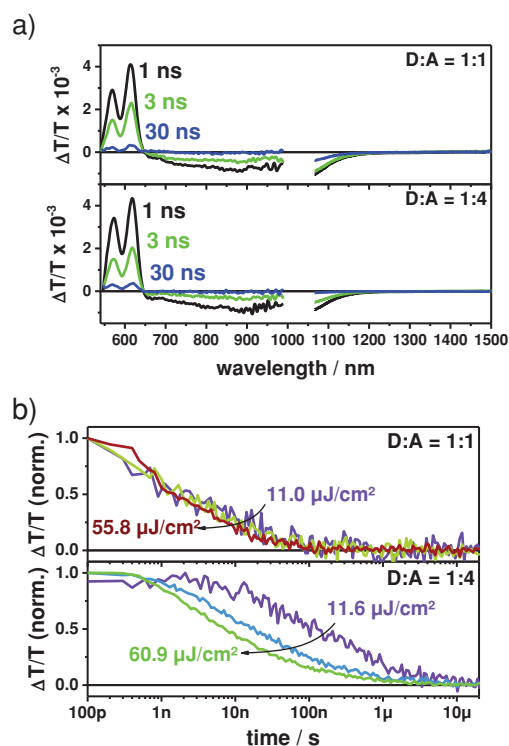 a)
D:A = 1:1
ΔT/T x 10⁻³
4
2
0
1 ns
3 ns
30 ns
D:A = 1:4
ΔT/T x 10⁻³
4
2
0
1 ns
3 ns
30 ns
600 700 800 900 1000 1100 1200 1300 1400 1500
wavelength / nm
b)
D:A = 1:1
ΔT/T (norm.)
1.0
0.5
0.0
11.0 µJ/cm²
55.8 µJ/cm²
D:A = 1:4
ΔT/T (norm.)
1.0
0.5
0.0
11.6 µJ/cm²
60.9 µJ/cm²
100p 1n 10n 100n 1µ 10µ
time / s